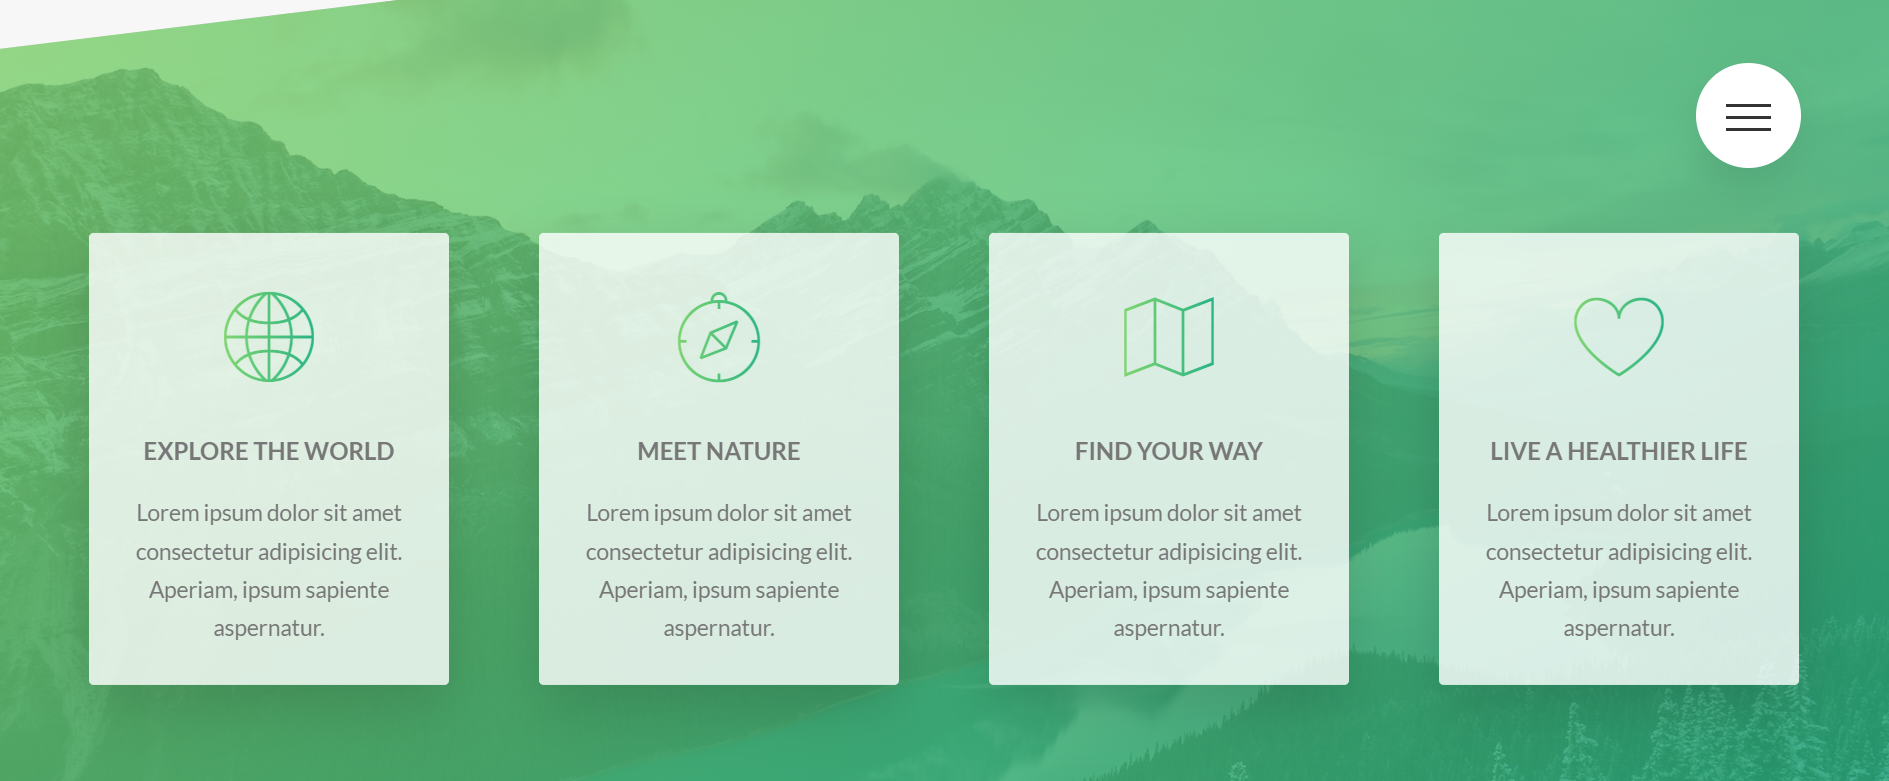 EXPLORE THE WORLD
Lorem ipsum dolor sit amet
consectetur adipisicing elit.
Aperiam, ipsum sapiente
aspernatur.
MEET NATURE
Lorem ipsum dolor sit amet
consectetur adipisicing elit.
Aperiam, ipsum sapiente
aspernatur.
FIND YOUR WAY
Lorem ipsum dolor sit amet
consectetur adipisicing elit.
Aperiam, ipsum sapiente
aspernatur.
LIVE A HEALTHIER LIFE
Lorem ipsum dolor sit amet
consectetur adipisicing elit.
Aperiam, ipsum sapiente
aspernatur.